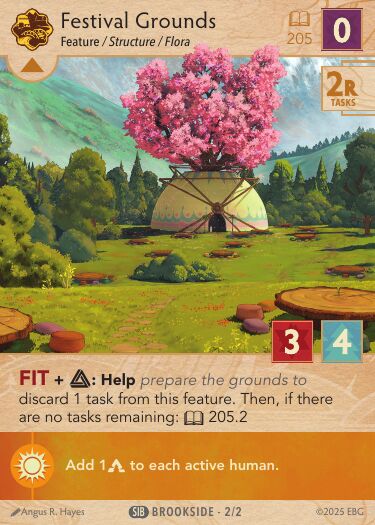 Festival Grounds
Feature / Structure / Flora
205
0
2R
TASKS
3
4
FIT + : Help prepare the grounds to
discard 1 task from this feature. Then, if there
are no tasks remaining: 205.2
Add 1 to each active human.
Angus R. Hayes
SIB BROOKSIDE - 2/2
©2025 EBG